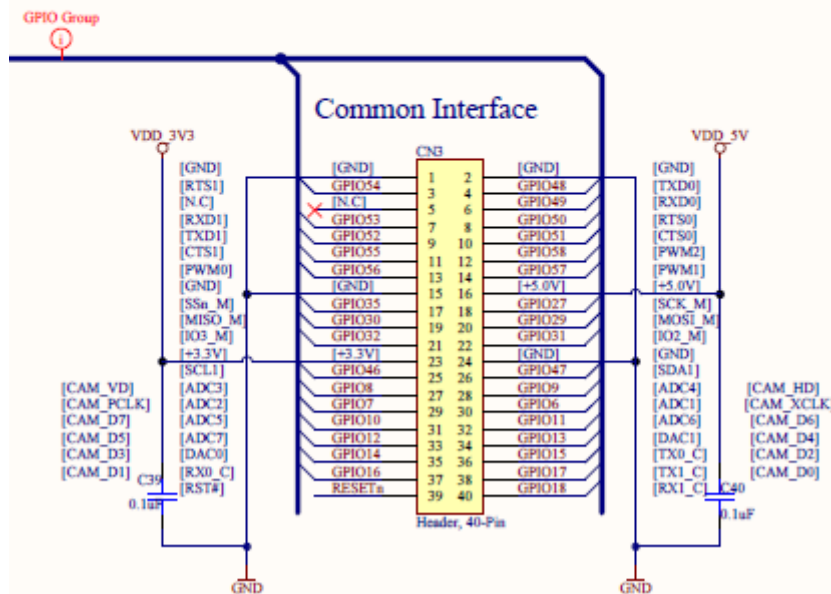 GPIO Group
i
Common Interface
VDD_3V3 VDD_5V
CN3
[GND] [GND] 1 2 [GND] [GND]
[RTS1] GPIO54 3 4 GPIO48 [TXD0]
[N.C] [N.C] 5 6 GPIO49 [RXD0]
[RXD1] GPIO53 7 8 GPIO50 [RTS0]
[TXD1] GPIO52 9 10 GPIO51 [CTS0]
[CTS1] GPIO55 11 12 GPIO58 [PWM2]
[PWM0] GPIO56 13 14 GPIO57 [PWM1]
[GND] [GND] 15 16 [+5.0V] [+5.0V]
[SSn_M] GPIO35 17 18 GPIO27 [SCK_M]
[MISO_M] GPIO30 19 20 GPIO29 [MOSI_M]
[IO3_M] GPIO32 21 22 GPIO31 [IO2_M]
[+3.3V] [+3.3V] 23 24 [GND] [GND]
[SCL1] GPIO46 25 26 GPIO47 [SDA1]
[CAM_VD] [ADC3] GPIO8 27 28 GPIO9 [ADC4] [CAM_HD]
[CAM_PCLK] [ADC2] GPIO7 29 30 GPIO6 [ADC1] [CAM_XCLK
[CAM_D7] [ADC5] GPIO10 31 32 GPIO11 [ADC6] [CAM_D6]
[CAM_D5] [ADC7] GPIO12 33 34 GPIO13 [DAC1] [CAM_D4]
[CAM_D3] [DAC0] GPIO14 35 36 GPIO15 [TX0_C] [CAM_D2]
[CAM_D1] [RX0_C] GPIO16 37 38 GPIO17 [TX1_C] [CAM_D0]
C39 [RST#] RESETn 39 40 GPIO18 [RX1_C] C40
0.1uF 0.1uF
Header, 40-Pin
GND GND